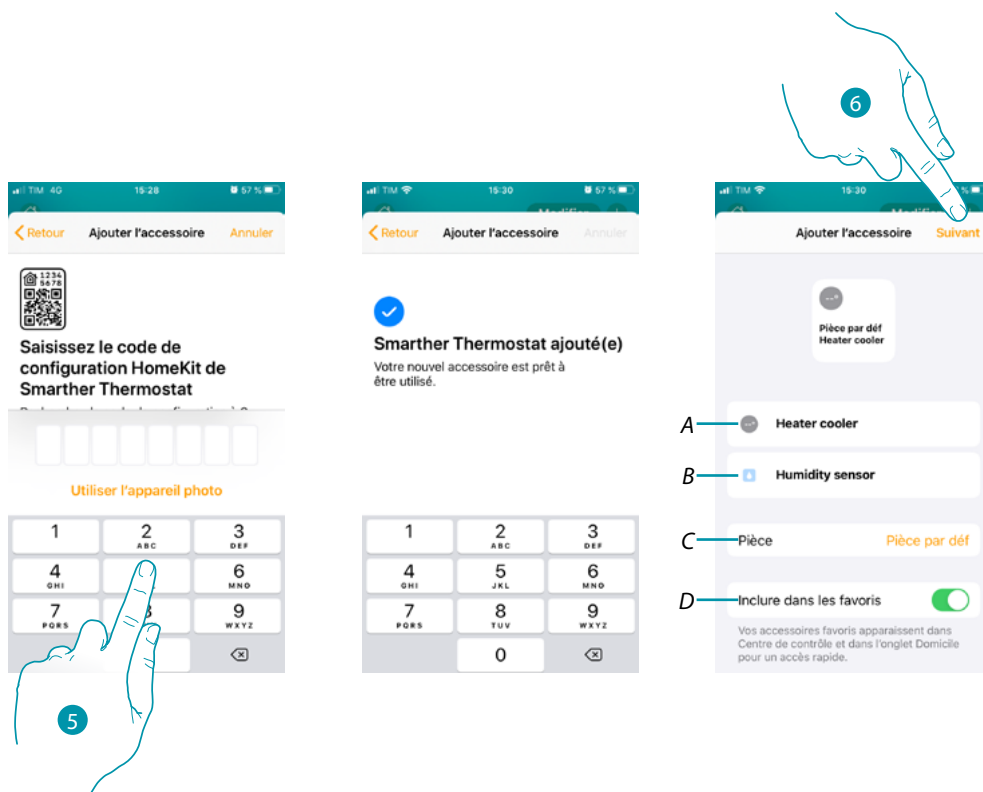 6
TIM 4G 15:28 57 %
Retour Ajouter l'accessoire Annuler
1234
5678
Saisissez le code de
configuration HomeKit de
Smarther Thermostat
Utiliser l'appareil photo
1
2
ABC
3
DEF
4
GHI
6
MNO
7
PQRS
9
WXYZ
5
TIM 15:30 57 %
Retour Ajouter l'accessoire Annuler
Smarther Thermostat ajouté(e)
Votre nouvel accessoire est prêt à
être utilisé.
1
2
ABC
3
DEF
4
GHI
5
JKL
6
MNO
7
PQRS
8
TUV
9
WXYZ
0
TIM 15:30 %
Ajouter l'accessoire Suivant
Pièce par déf
Heater cooler
A Heater cooler
B Humidity sensor
C Pièce Pièce par déf
D Inclure dans les favoris
Vos accessoires favoris apparaissent dans
Centre de contrôle et dans l'onglet Domicile
pour un accès rapide.